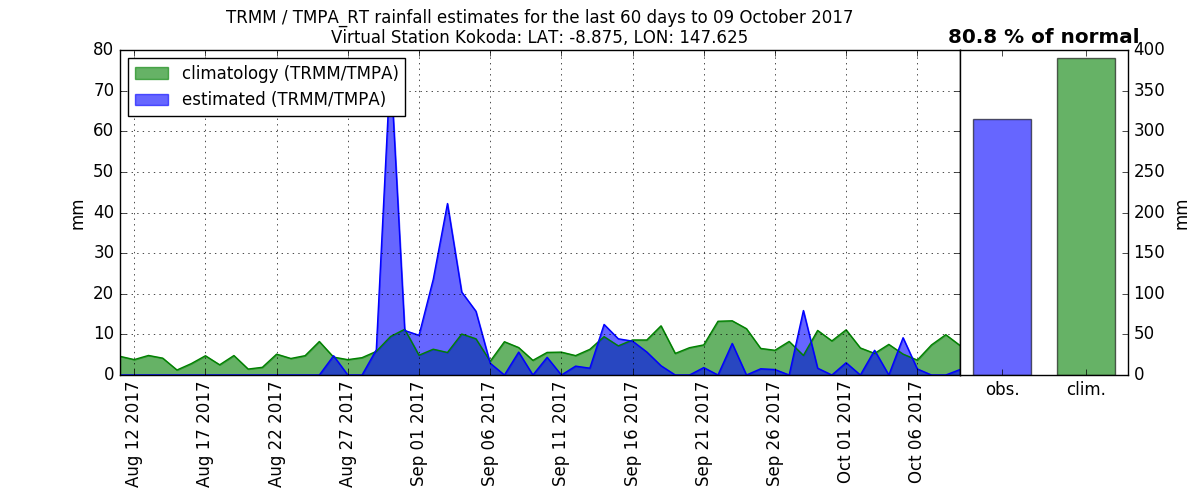 TRMM / TMPA_RT rainfall estimates for the last 60 days to 09 October 2017
Virtual Station Kokoda: LAT: -8.875, LON: 147.625
80.8 % of normal
climatology (TRMM/TMPA)
estimated (TRMM/TMPA)
mm
80
70
60
50
40
30
20
10
0
Aug 12 2017
Aug 17 2017
Aug 22 2017
Aug 27 2017
Sep 01 2017
Sep 06 2017
Sep 11 2017
Sep 16 2017
Sep 21 2017
Sep 26 2017
Oct 01 2017
Oct 06 2017
obs.
clim.
400
350
300
250
200
150
100
50
0
mm